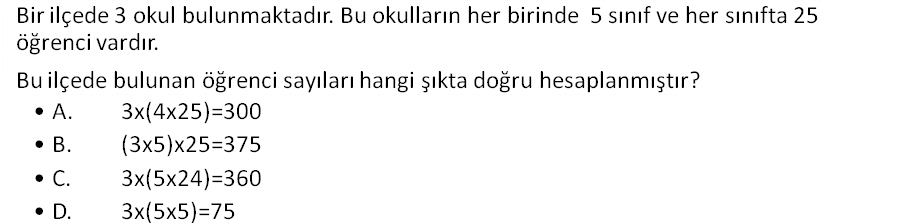 Bir ilçede 3 okul bulunmaktadır. Bu okulların her birinde 5 sınıf ve her sınıfta 25
öğrenci vardır.
Bu ilçede bulunan öğrenci sayıları hangi şıkta doğru hesaplanmıştır?
• A. 3x(4x25)=300
• B. (3x5)x25=375
• C. 3x(5x24)=360
• D. 3x(5x5)=75